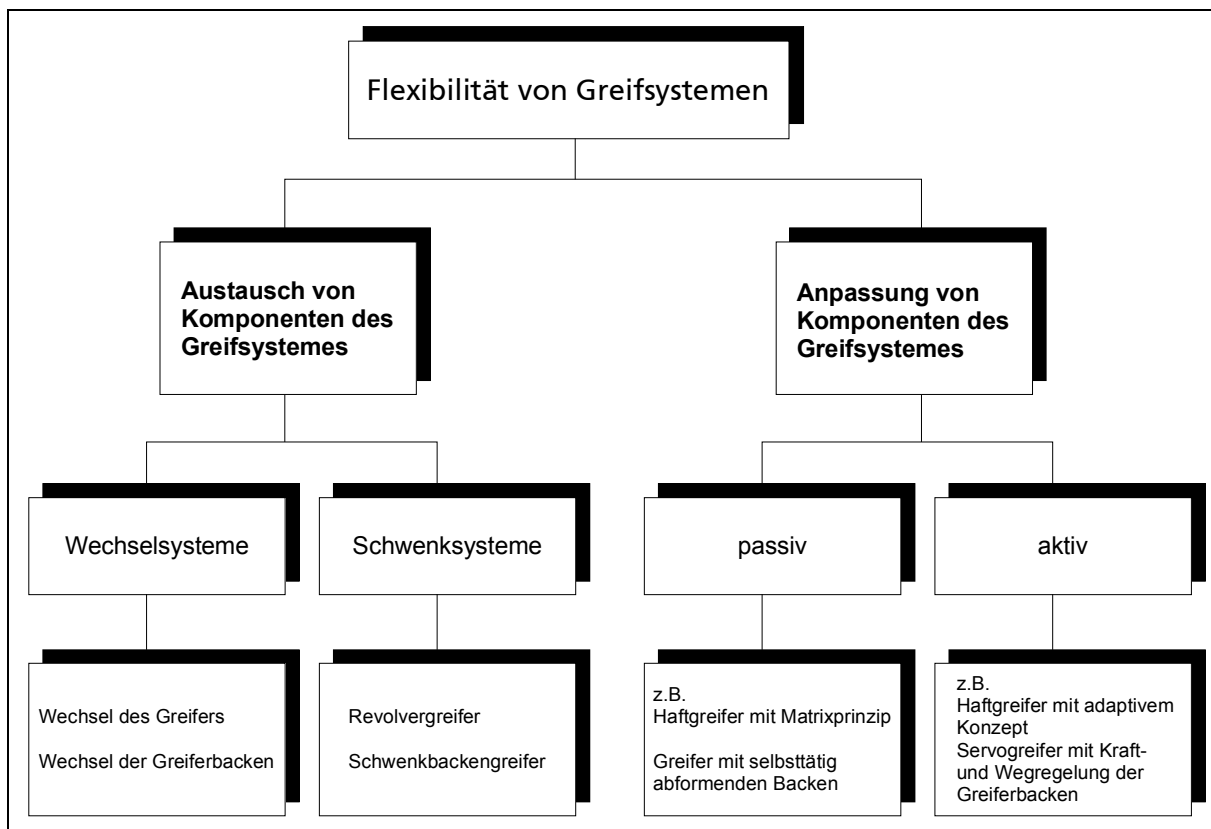 Flexibilität von Greifsystemen
Austausch von
Komponenten des
Greifsystemes
Anpassung von
Komponenten des
Greifsystemes
Wechselsysteme
Schwenksysteme
passiv
aktiv
Wechsel des Greifers
Wechsel der Greiferbacken
Revolvergreifer
Schwenkbackengreifer
z.B.
Haftgreifer mit Matrixprinzip
Greifer mit selbsttätig
abformenden Backen
z.B.
Haftgreifer mit adaptivem
Konzept
Servogreifer mit Kraft-
und Wegregelung der
Greiferbacken